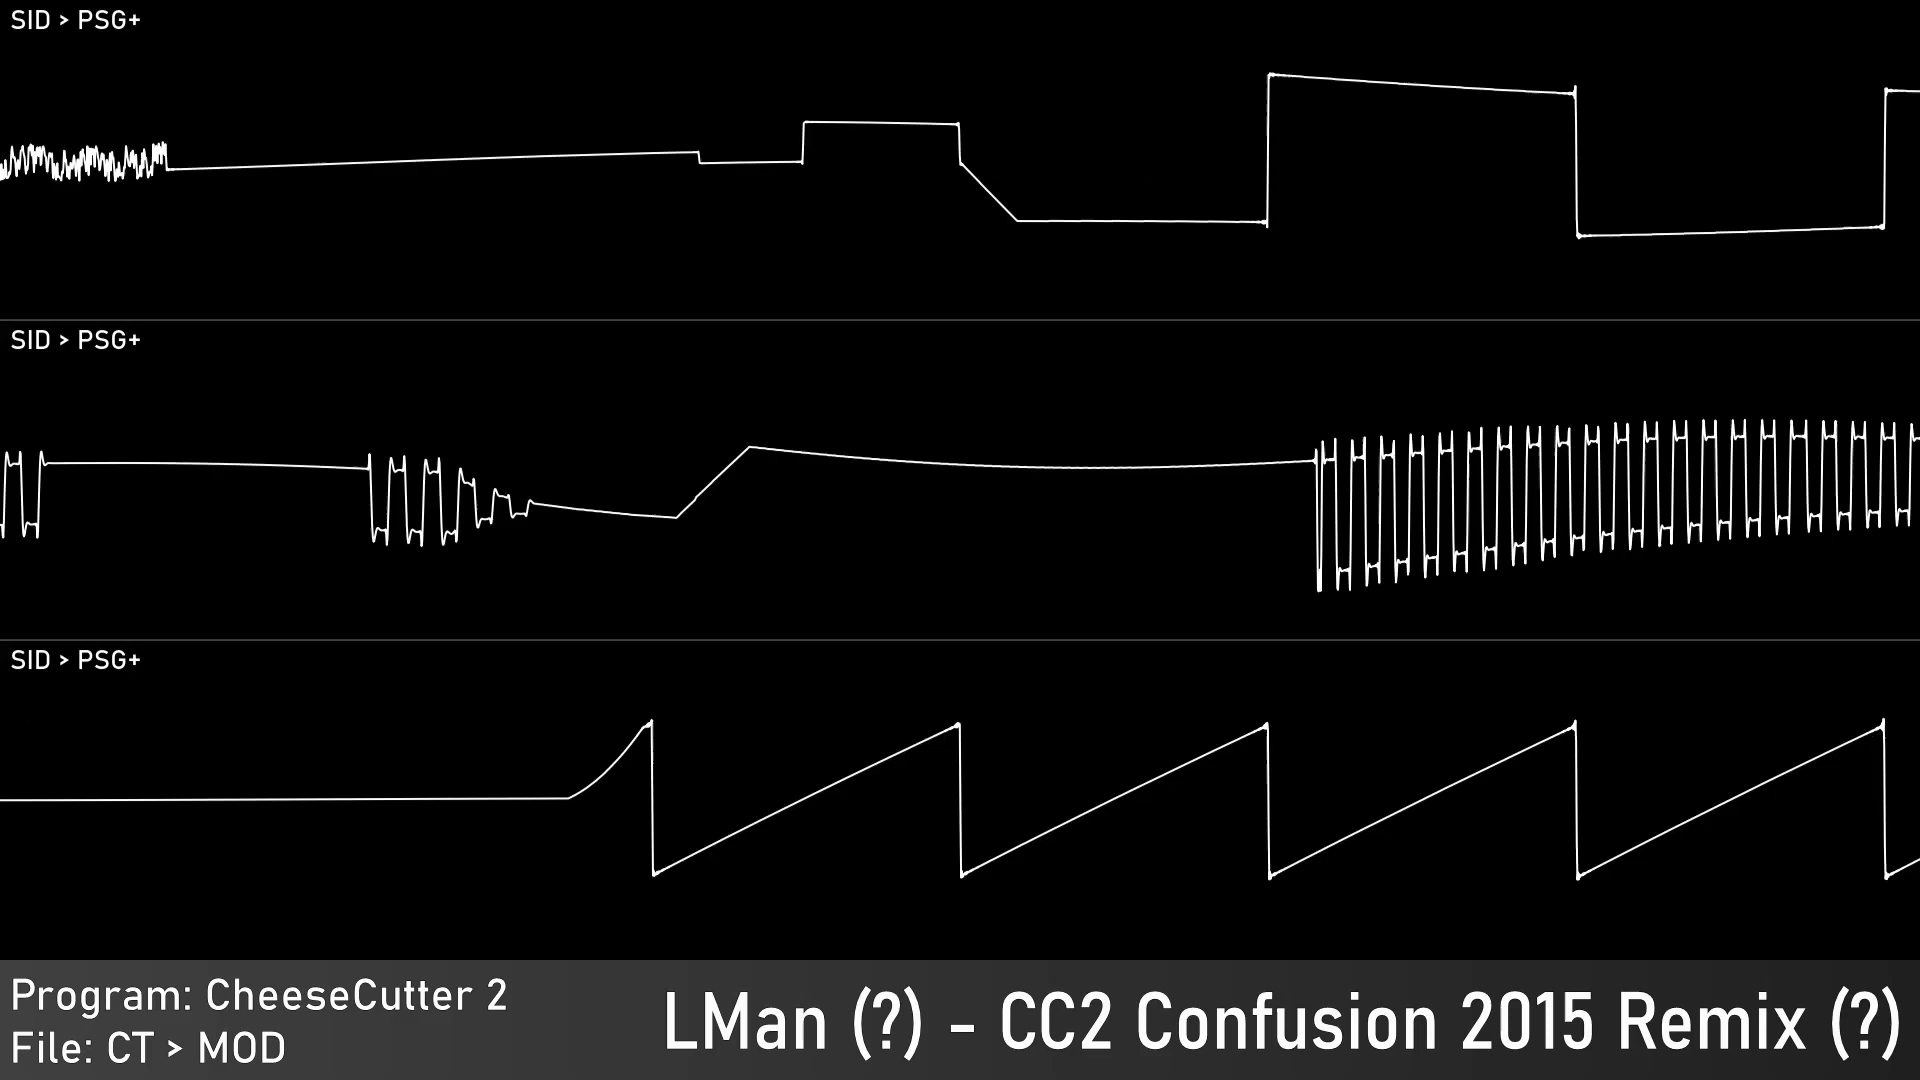 SID > PSG+
SID > PSG+
SID > PSG+
Program: CheeseCutter 2
File: CT > MOD
LMan (?) - CC2 Confusion 2015 Remix (?)